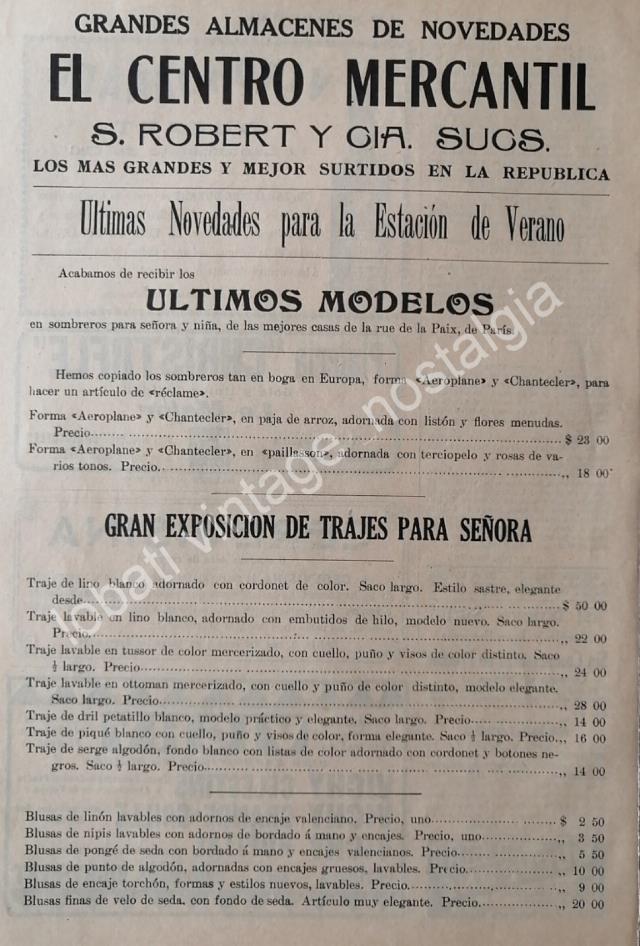 GRANDES ALMACENES DE NOVEDADES
EL CENTRO MERCANTIL
S. ROBERT Y CIA. SUCS.
LOS MAS GRANDES Y MEJOR SURTIDOS EN LA REPUBLICA
Ultimas Novedades para la Estación de Verano
Acabamos de recibir los
ULTIMOS MODELOS
en sombreros para señora y niña, de las mejores casas de la rue de la Paix, de París.
Hemos copiado los sombreros tan en boga en Europa, forma «Aeroplane» y «Chantecler», para
hacer un artículo de «réclame».
Forma «Aeroplane» y «Chantecler», en paja de arroz, adornada con listón y flores menudas.
Precio.......... $ 23 00
Forma «Aeroplane» y «Chantecler», en «paillasson», adornada con terciopelo y rosas de va-
rios tonos. Precio.......... ,, 18 00
GRAN EXPOSICION DE TRAJES PARA SEÑORA
Traje de lino blanco adornado con cordonet de color. Saco largo. Estilo sastre, elegante
desde.......... $ 50 00
Traje lavable en lino blanco, adornado con embutidos de hilo, modelo nuevo. Saco largo.
Precio.......... ,, 22 00
Traje lavable en tussor de color mercerizado, con cuello, puño y visos de color distinto. Saco
½ largo. Precio.......... ,, 24 00
Traje lavable en ottoman mercerizado, con cuello y puño de color distinto, modelo elegante.
Saco largo. Precio.......... ,, 28 00
Traje de dril petatillo blanco, modelo práctico y elegante. Saco largo. Precio.......... ,, 14 00
Traje de piqué blanco con cuello, puño y visos de color, forma elegante. Saco ½ largo. Precio.., 16 00
Traje de serge algodón, fondo blanco con listas de color adornado con cordonet y botones ne-
gros. Saco ½ largo. Precio.......... ,, 14 00
Blusas de linón lavables con adornos de encaje valenciano. Precio, uno.......... $ 2 50
Blusas de nipis lavables con adornos de bordado á mano y encajes. Precio, uno.......... ,, 3 50
Blusas de pongé de seda con bordado á mano y encajes valencianos. Precio.......... ,, 5 50
Blusas de punto de algodón, adornadas con encajes gruesos, lavables. Precio.......... ,, 10 00
Blusas de encaje torchón, formas y estilos nuevos, lavables. Precio.......... ,, 9 00
Blusas finas de velo de seda, con fondo de seda. Artículo muy elegante. Precio.......... ,, 20 00
lobati vintage_nostalgia